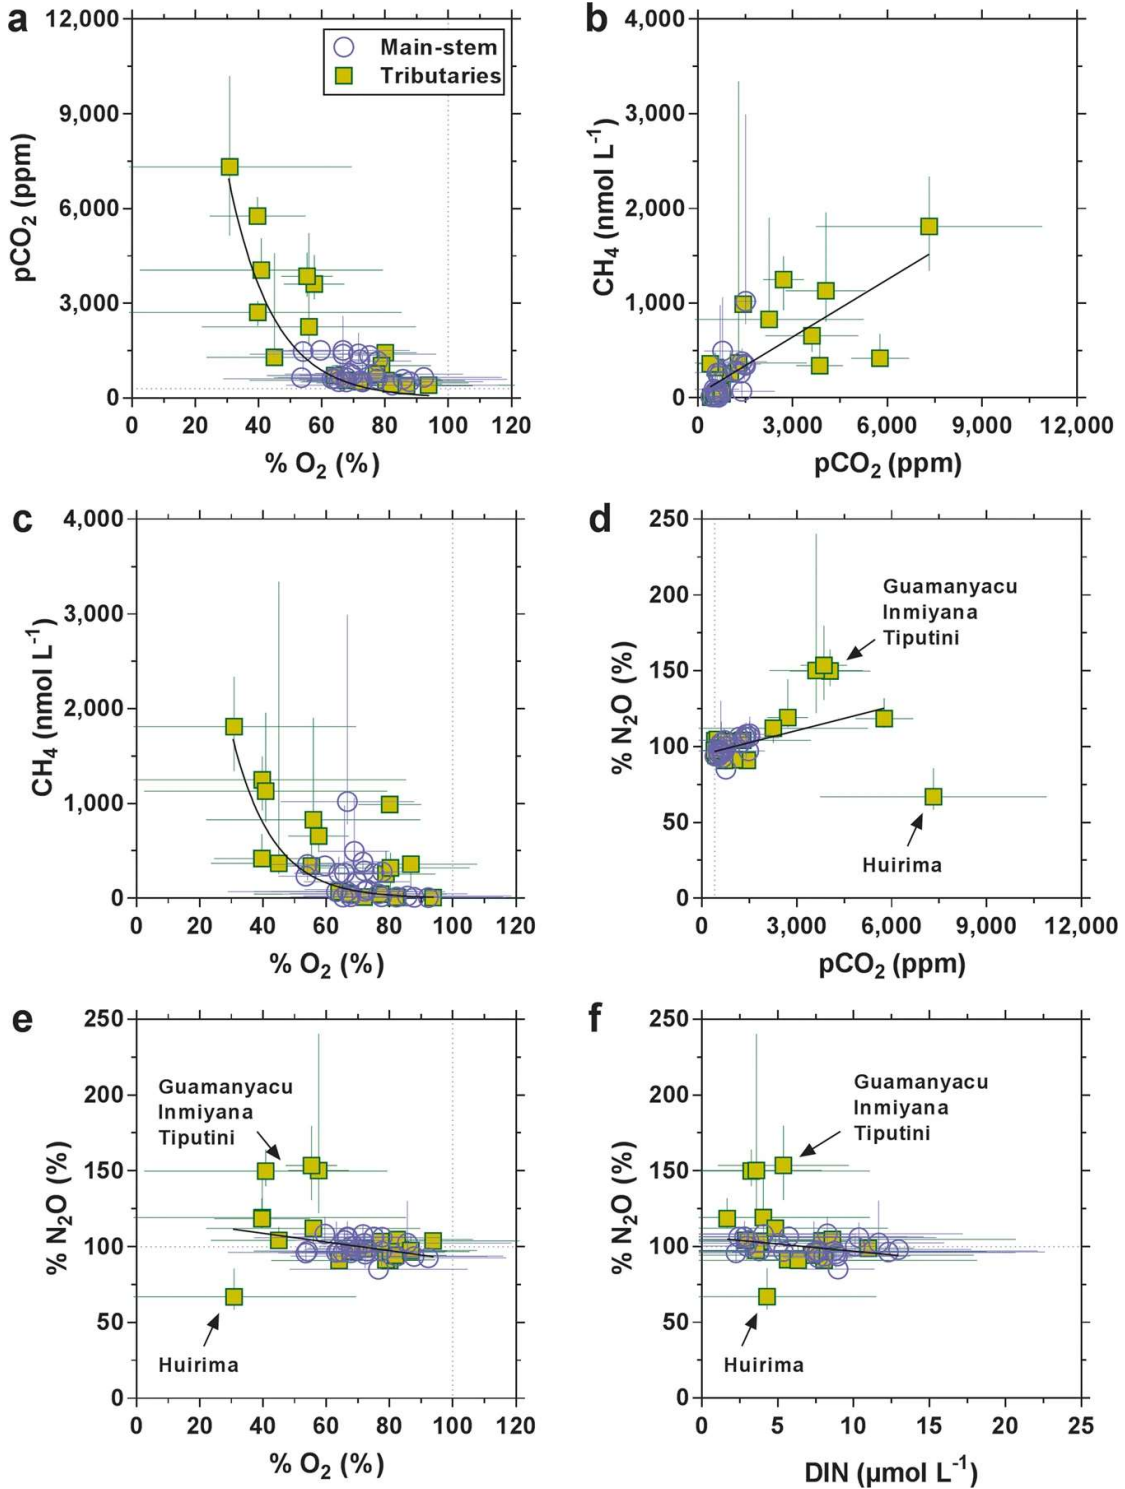 a
12,000
9,000
6,000
3,000
0
pCO2 (ppm)
Main-stem
Tributaries
0 20 40 60 80 100 120
% O2 (%)
b
4,000
3,000
2,000
1,000
0
CH4 (nmol L-1)
0 3,000 6,000 9,000 12,000
pCO2 (ppm)
c
4,000
3,000
2,000
1,000
0
CH4 (nmol L-1)
0 20 40 60 80 100 120
% O2 (%)
d
250
200
150
100
50
0
% N2O (%)
Guamanyacu
Inmiyana
Tiputini
Huirima
0 3,000 6,000 9,000 12,000
pCO2 (ppm)
e
250
200
150
100
50
0
% N2O (%)
Guamanyacu
Inmiyana
Tiputini
Huirima
0 20 40 60 80 100 120
% O2 (%)
f
250
200
150
100
50
0
% N2O (%)
Guamanyacu
Inmiyana
Tiputini
Huirima
0 5 10 15 20 25
DIN (µmol L-1)